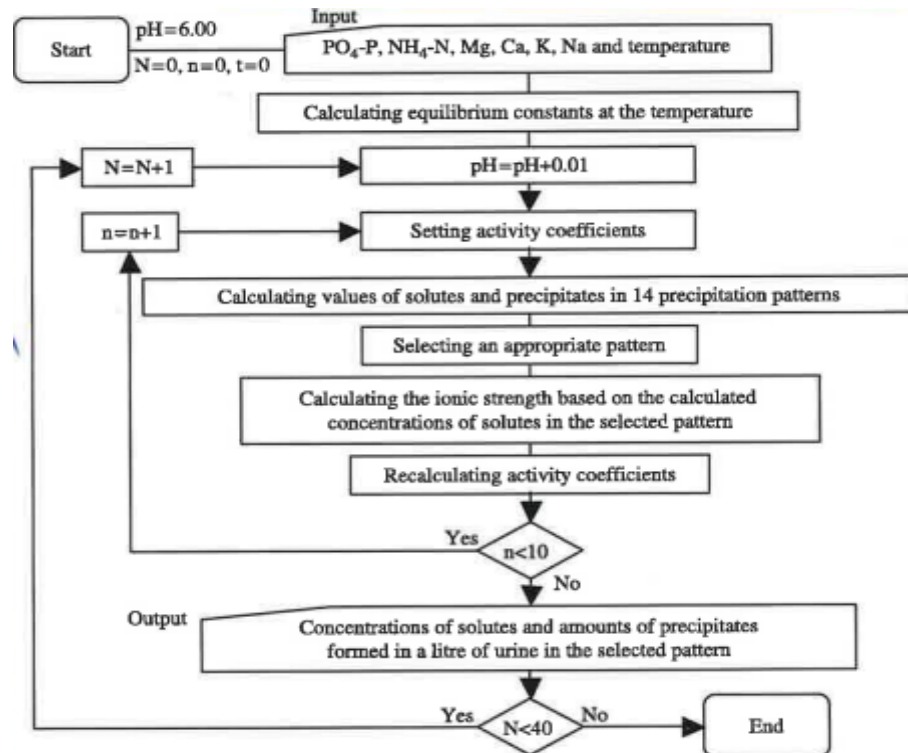 Input
Start
pH=6.00
N=0, n=0, t=0
PO₄-P, NH₄-N, Mg, Ca, K, Na and temperature
Calculating equilibrium constants at the temperature
N=N+1
pH=pH+0.01
n=n+1
Setting activity coefficients
Calculating values of solutes and precipitates in 14 precipitation patterns
Selecting an appropriate pattern
Calculating the ionic strength based on the calculated
concentrations of solutes in the selected pattern
Recalculating activity coefficients
Yes
n<10
No
Output
Concentrations of solutes and amounts of precipitates
formed in a litre of urine in the selected pattern
Yes
N<40
No
End